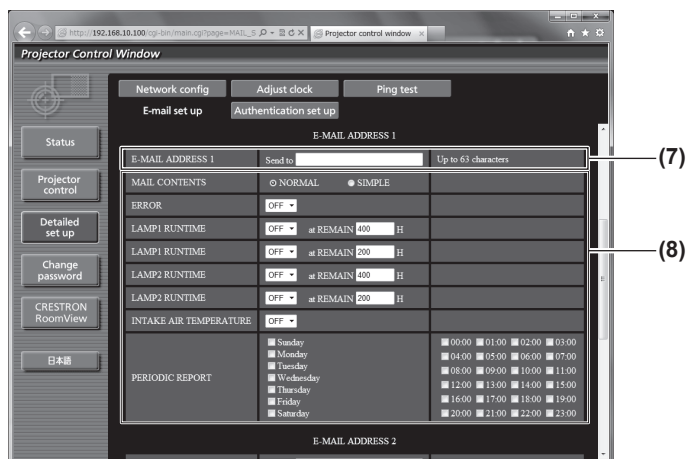 http://192.168.10.100/cgi-bin/main.cgi?page=MAIL_S
Projector control window
Projector Control Window
Network config Adjust clock Ping test
E-mail set up Authentication set up
Status
Projector control
Detailed set up
Change password
CRESTRON RoomView
日本語
E-MAIL ADDRESS 1
E-MAIL ADDRESS 1 Send to Up to 63 characters (7)
MAIL CONTENTS NORMAL SIMPLE
ERROR OFF
LAMP1 RUNTIME OFF at REMAIN 400 H
LAMP1 RUNTIME OFF at REMAIN 200 H (8)
LAMP2 RUNTIME OFF at REMAIN 400 H
LAMP2 RUNTIME OFF at REMAIN 200 H
INTAKE AIR TEMPERATURE OFF
PERIODIC REPORT
Sunday
Monday
Tuesday
Wednesday
Thursday
Friday
Saturday
00:00 01:00 02:00 03:00
04:00 05:00 06:00 07:00
08:00 09:00 10:00 11:00
12:00 13:00 14:00 15:00
16:00 17:00 18:00 19:00
20:00 21:00 22:00 23:00
E-MAIL ADDRESS 2